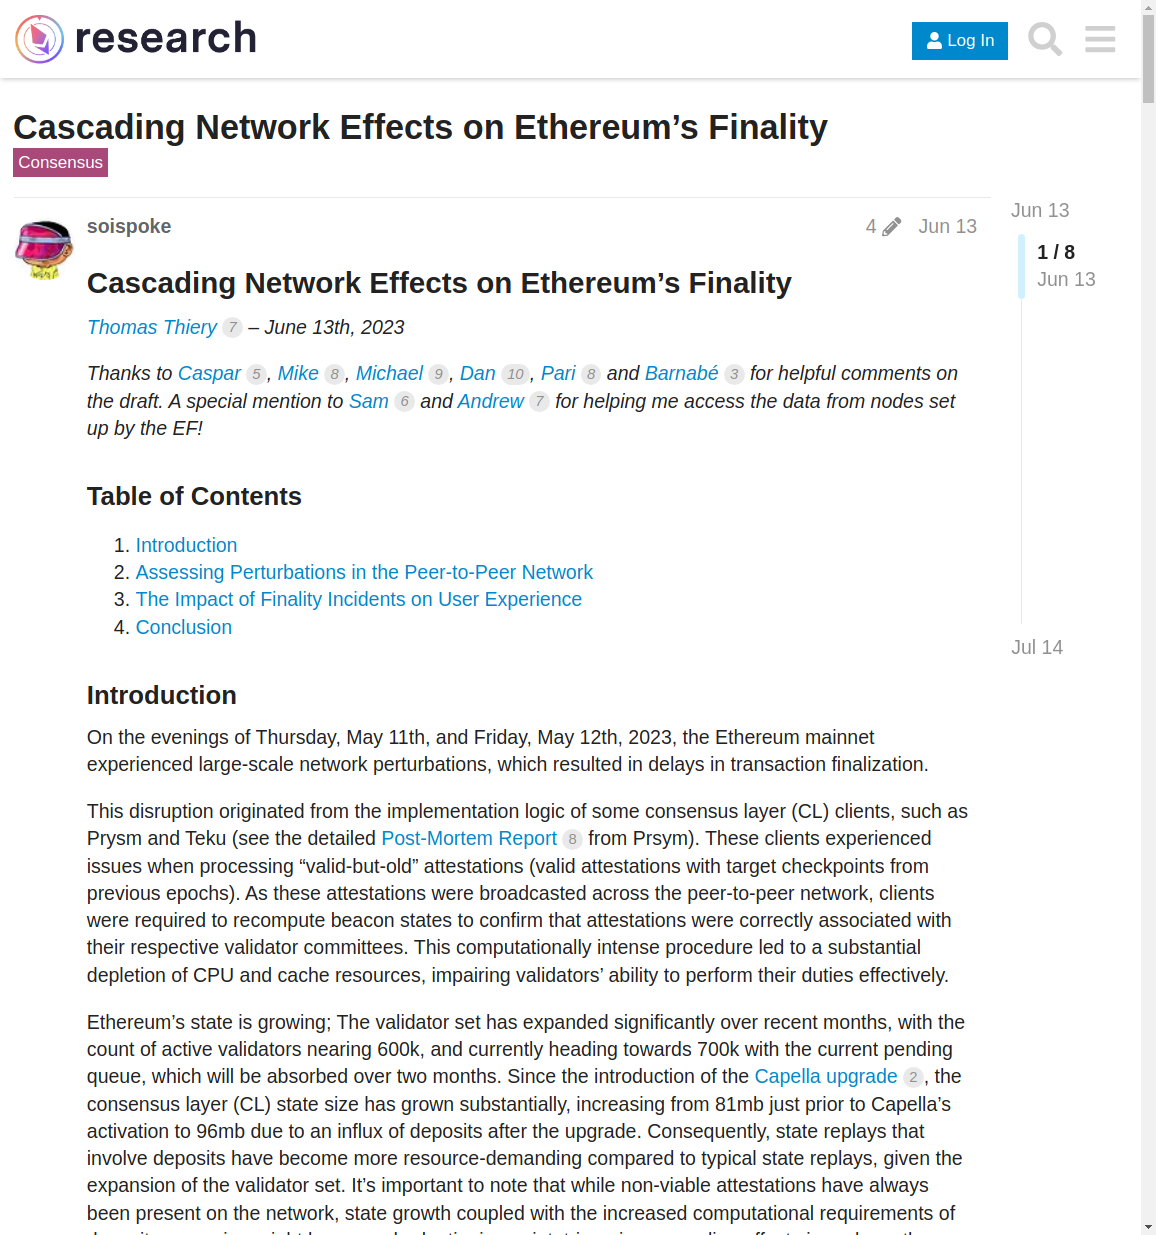 research
Log In
Cascading Network Effects on Ethereum’s Finality
Consensus
soispoke
4 Jun 13
Jun 13
1 / 8
Jun 13
Jul 14
Cascading Network Effects on Ethereum’s Finality
Thomas Thiery 7 – June 13th, 2023
Thanks to Caspar 5, Mike 8, Michael 9, Dan 10, Pari 8 and Barnabé 3 for helpful comments on
the draft. A special mention to Sam 6 and Andrew 7 for helping me access the data from nodes set
up by the EF!
Table of Contents
1. Introduction
2. Assessing Perturbations in the Peer-to-Peer Network
3. The Impact of Finality Incidents on User Experience
4. Conclusion
Introduction
On the evenings of Thursday, May 11th, and Friday, May 12th, 2023, the Ethereum mainnet
experienced large-scale network perturbations, which resulted in delays in transaction finalization.
This disruption originated from the implementation logic of some consensus layer (CL) clients, such as
Prysm and Teku (see the detailed Post-Mortem Report 8 from Prsym). These clients experienced
issues when processing “valid-but-old” attestations (valid attestations with target checkpoints from
previous epochs). As these attestations were broadcasted across the peer-to-peer network, clients
were required to recompute beacon states to confirm that attestations were correctly associated with
their respective validator committees. This computationally intense procedure led to a substantial
depletion of CPU and cache resources, impairing validators’ ability to perform their duties effectively.
Ethereum’s state is growing; The validator set has expanded significantly over recent months, with the
count of active validators nearing 600k, and currently heading towards 700k with the current pending
queue, which will be absorbed over two months. Since the introduction of the Capella upgrade 2, the
consensus layer (CL) state size has grown substantially, increasing from 81mb just prior to Capella’s
activation to 96mb due to an influx of deposits after the upgrade. Consequently, state replays that
involve deposits have become more resource-demanding compared to typical state replays, given the
expansion of the validator set. It’s important to note that while non-viable attestations have always
been present on the network, state growth coupled with the increased computational requirements of